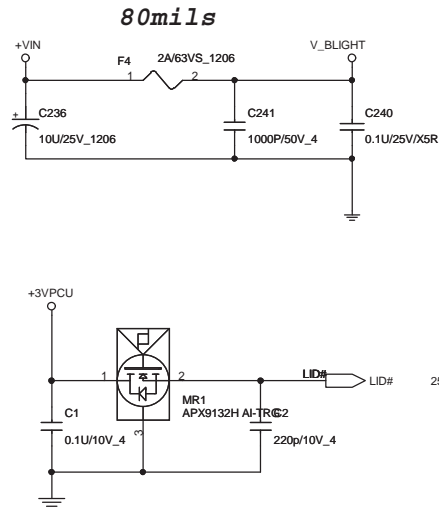 80mils
+VIN
V_BLIGHT
F4
2A/63VS_1206
1
2
+
C236
10U/25V_1206
C241
1000P/50V_4
C240
0.1U/25V/X5R
+3VPCU
1
2
3
MR1
APX9132H AI-TRG
C2
220p/10V_4
C1
0.1U/10V_4
LID#
LID#
25